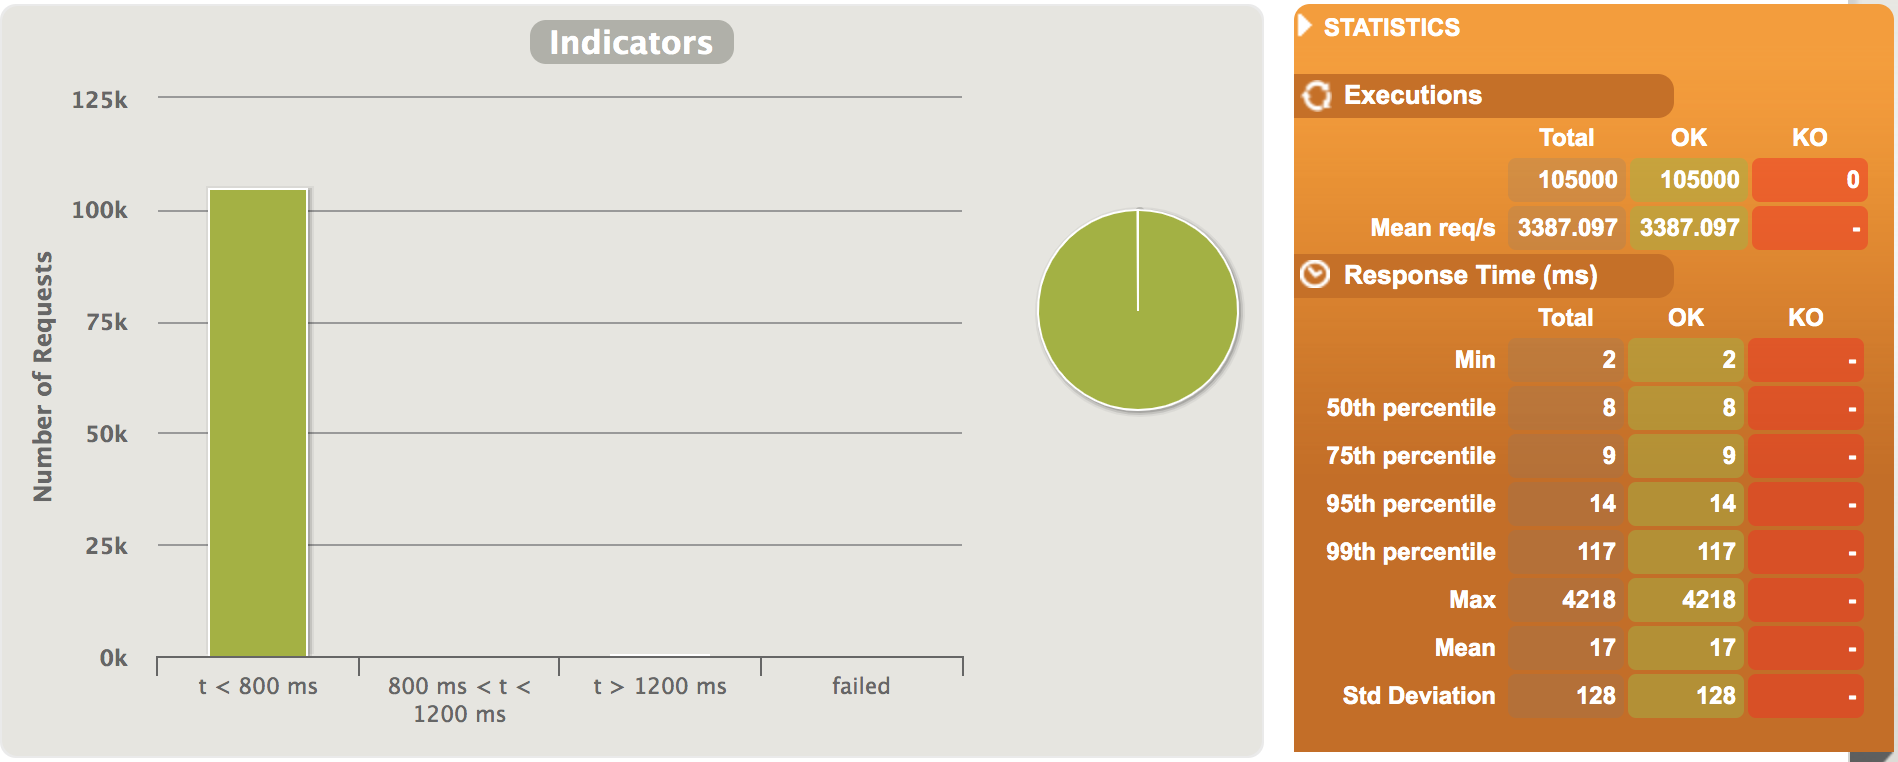 Indicators
125k
100k
75k
50k
25k
0k
Number of Requests
t < 800 ms
800 ms < t <
1200 ms
t > 1200 ms
failed
STATISTICS
Executions
Total OK KO
105000 105000 0
Mean req/s 3387.097 3387.097 -
Response Time (ms)
Total OK KO
Min 2 2 -
50th percentile 8 8 -
75th percentile 9 9 -
95th percentile 14 14 -
99th percentile 117 117 -
Max 4218 4218 -
Mean 17 17 -
Std Deviation 128 128 -